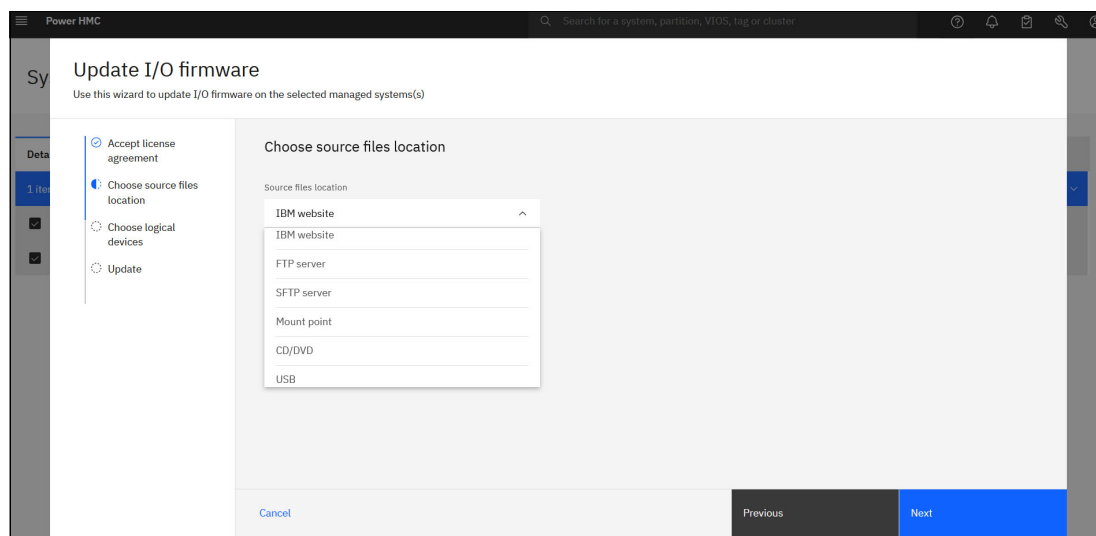 Power HMC
Search for a system, partition, VIOS, tag or cluster
Sy
Update I/O firmware
Use this wizard to update I/O firmware on the selected managed systems(s)
Deta
1 iter
Accept license
agreement
Choose source files
location
Choose logical
devices
Update
Choose source files location
Source files location
IBM website
IBM website
FTP server
SFTP server
Mount point
CD/DVD
USB
Cancel
Previous
Next